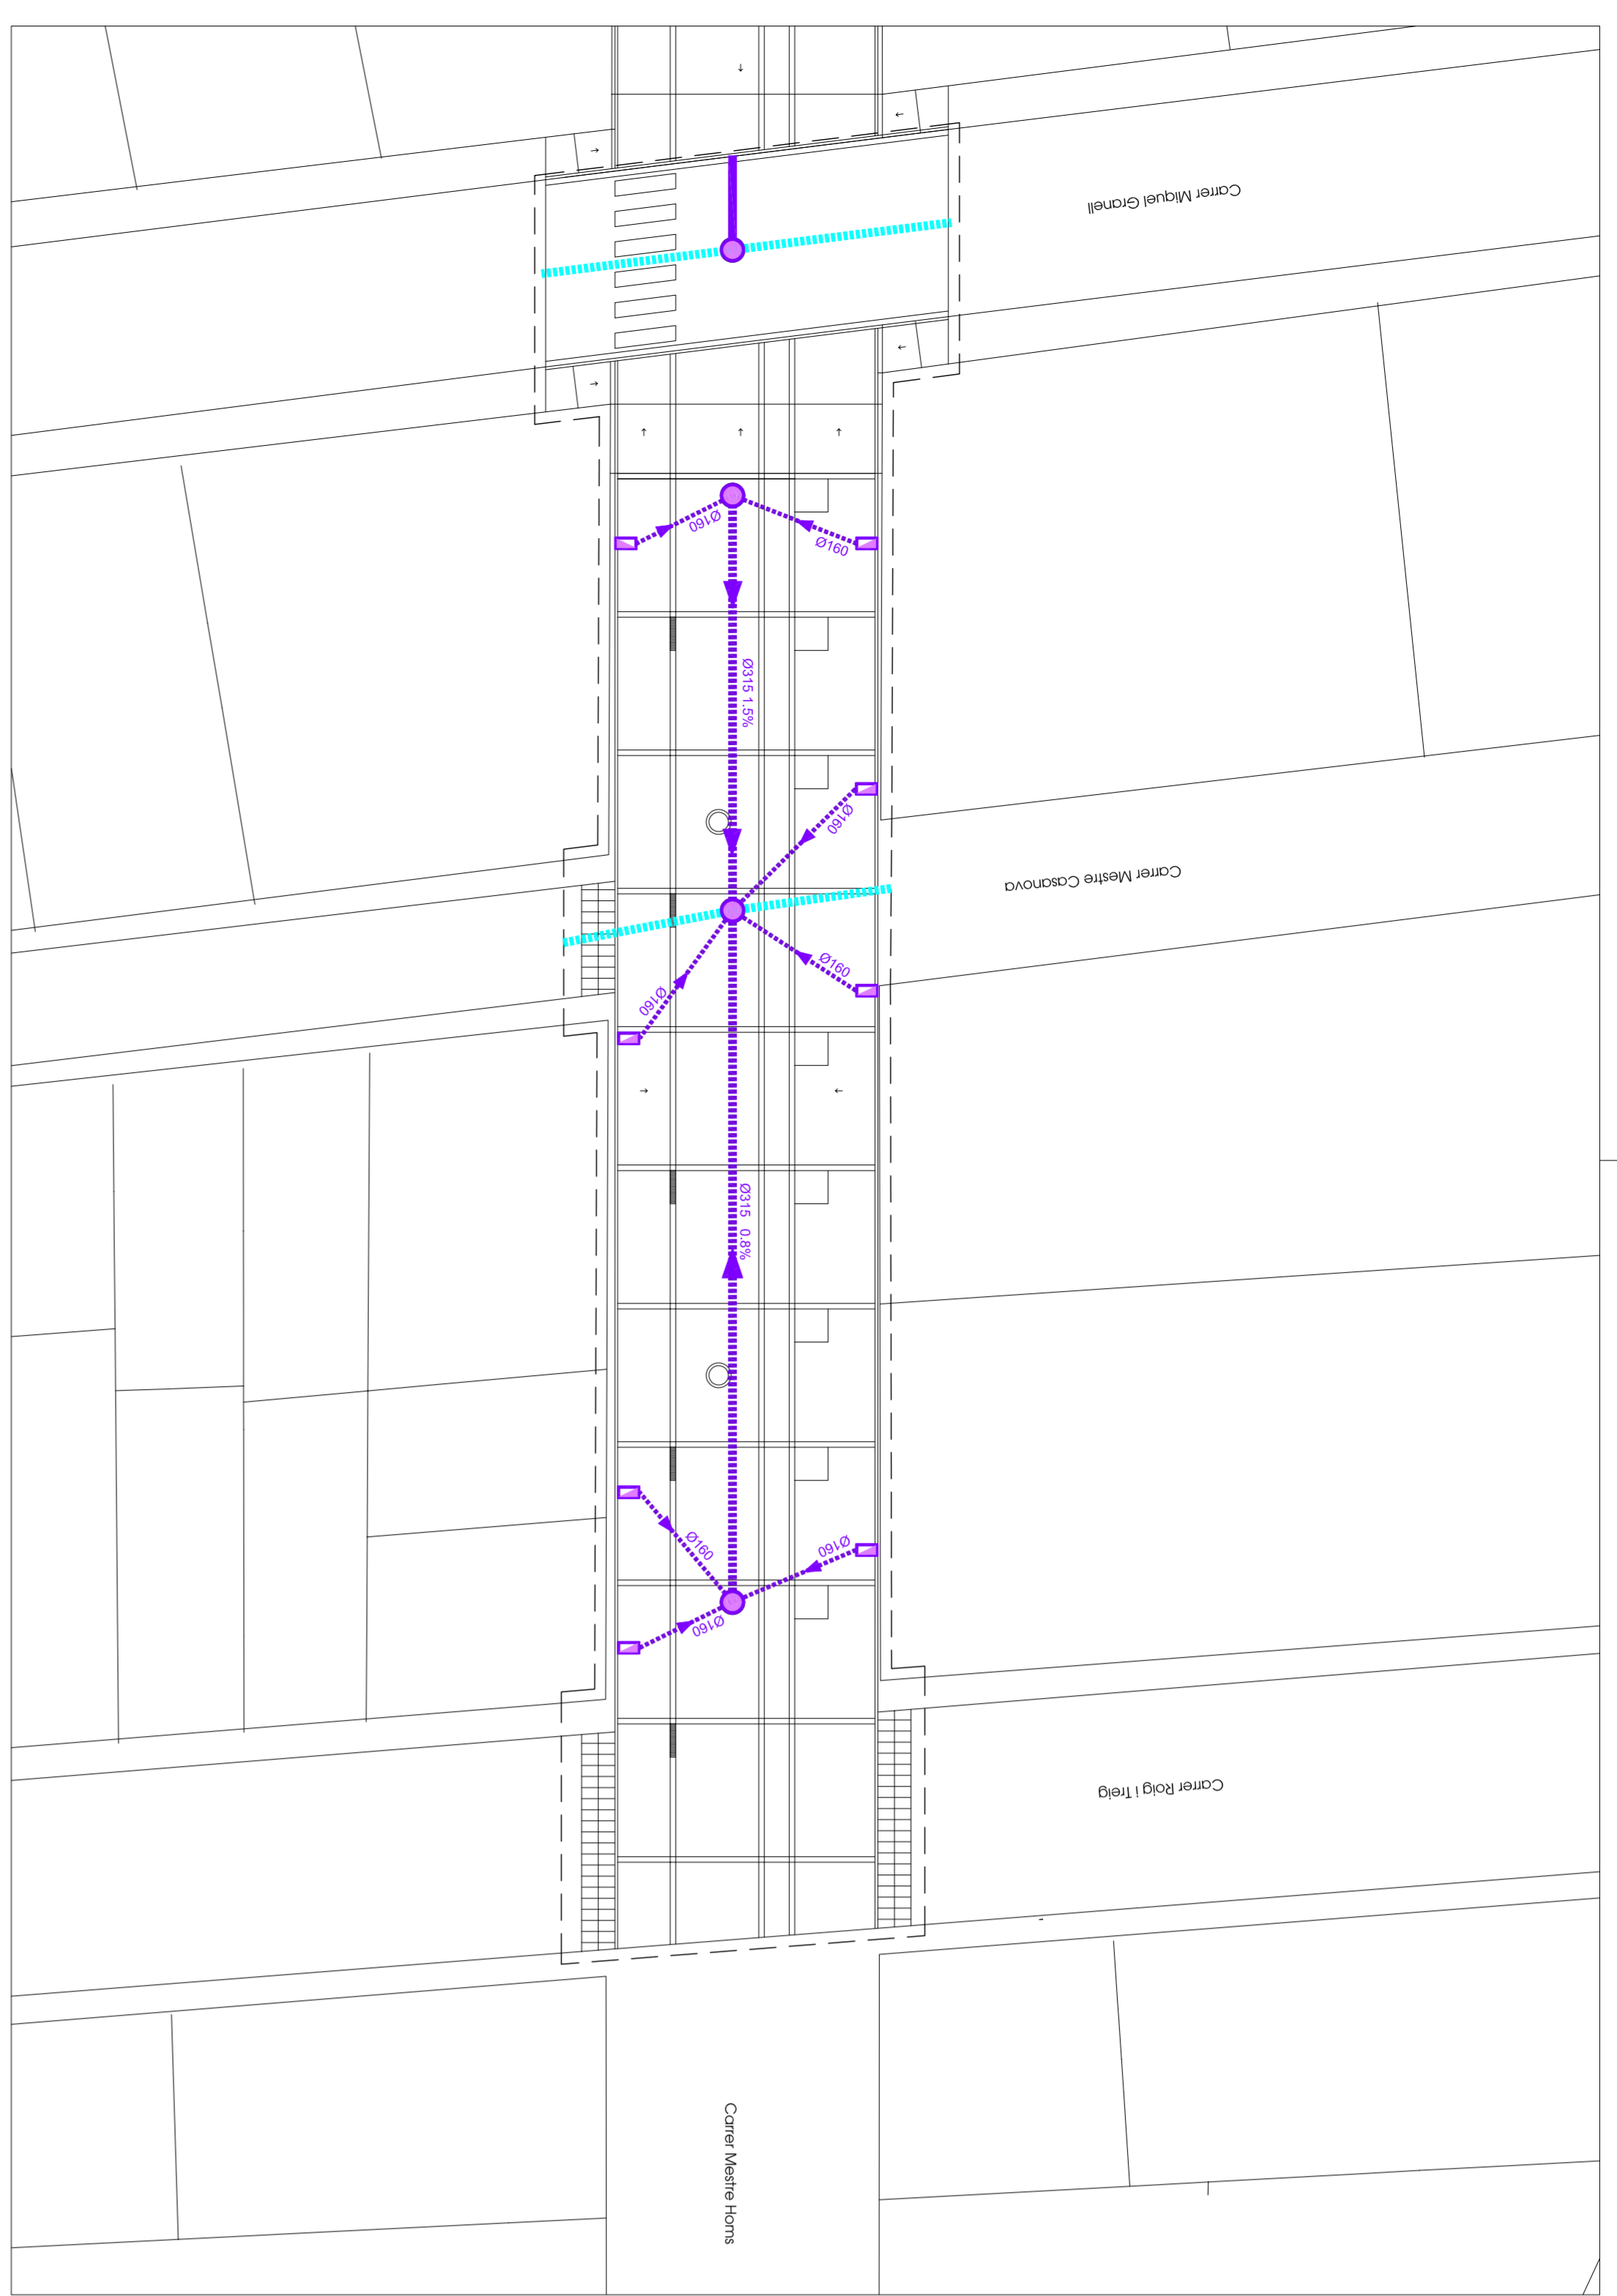 Carrer Miquel Granell
Ø160
Ø160
Ø315 1.5%
Ø160
Carrer Mestre Casanova
Ø160
Ø160
Ø315 0.8%
Ø160
Ø160
Ø160
Carrer Roig i Treig
Carrer Mestre Homs